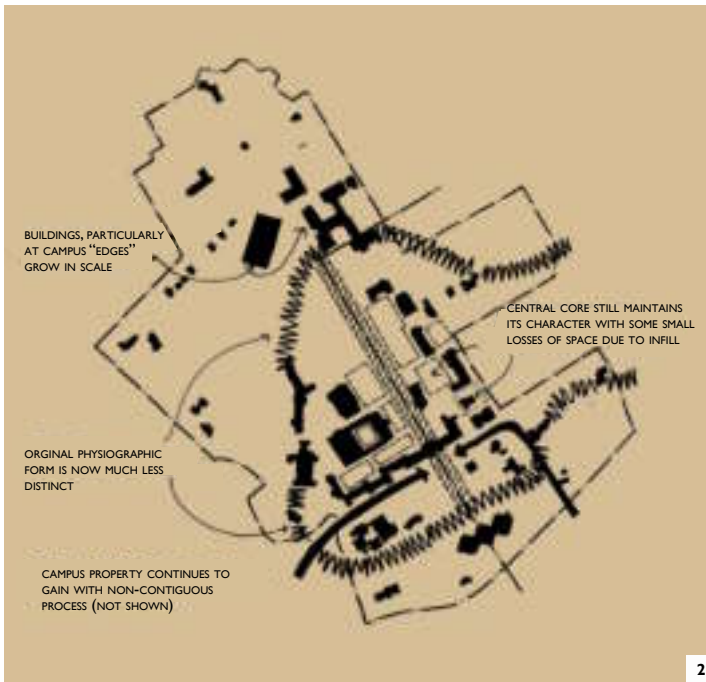 BUILDINGS, PARTICULARLY
AT CAMPUS “EDGES”
GROW IN SCALE
CENTRAL CORE STILL MAINTAINS
ITS CHARACTER WITH SOME SMALL
LOSSES OF SPACE DUE TO INFILL
ORGINAL PHYSIOGRAPHIC
FORM IS NOW MUCH LESS
DISTINCT
CAMPUS PROPERTY CONTINUES TO
GAIN WITH NON-CONTIGUOUS
PROCESS (NOT SHOWN)
2